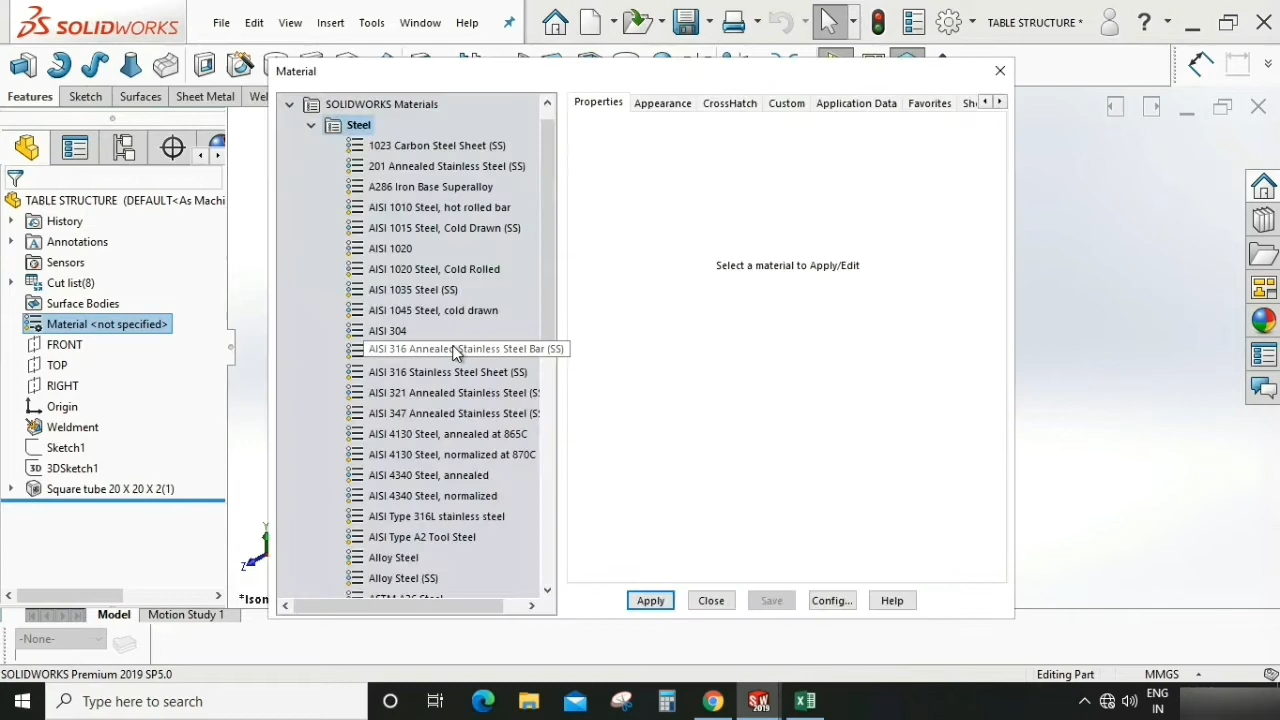 SOLIDWORKS
File Edit View Insert Tools Window Help
TABLE STRUCTURE *
?
Features Sketch Surfaces Sheet Metal Wel
Material
TABLE STRUCTURE (DEFAULT<As Machi
History
Annotations
Sensors
Cut list(8)
Surface Bodies
Material <not specified>
FRONT
TOP
RIGHT
Origin
Weldment
Sketch1
3D 3DSketch1
Square tube 20 X 20 X 2(1)
SOLIDWORKS Materials
Steel
1023 Carbon Steel Sheet (SS)
201 Annealed Stainless Steel (SS)
A286 Iron Base Superalloy
AISI 1010 Steel, hot rolled bar
AISI 1015 Steel, Cold Drawn (SS)
AISI 1020
AISI 1020 Steel, Cold Rolled
AISI 1035 Steel (SS)
AISI 1045 Steel, cold drawn
AISI 304
AISI 316 Annealed Stainless Steel Bar (SS)
AISI 316 Stainless Steel Sheet (SS)
AISI 321 Annealed Stainless Steel (S
AISI 347 Annealed Stainless Steel (S
AISI 4130 Steel, annealed at 865C
AISI 4130 Steel, normalized at 870C
AISI 4340 Steel, annealed
AISI 4340 Steel, normalized
AISI Type 316L stainless steel
AISI Type A2 Tool Steel
Alloy Steel
Alloy Steel (SS)
ASTM A36 Steel
Properties Appearance CrossHatch Custom Application Data Favorites She
Select a material to Apply/Edit
Apply Close Save Config... Help
Y
Z
*Ison
Model Motion Study 1
-None-
SOLIDWORKS Premium 2019 SP5.0
Editing Part MMGS
Type here to search
SW
2019
ENG
IN